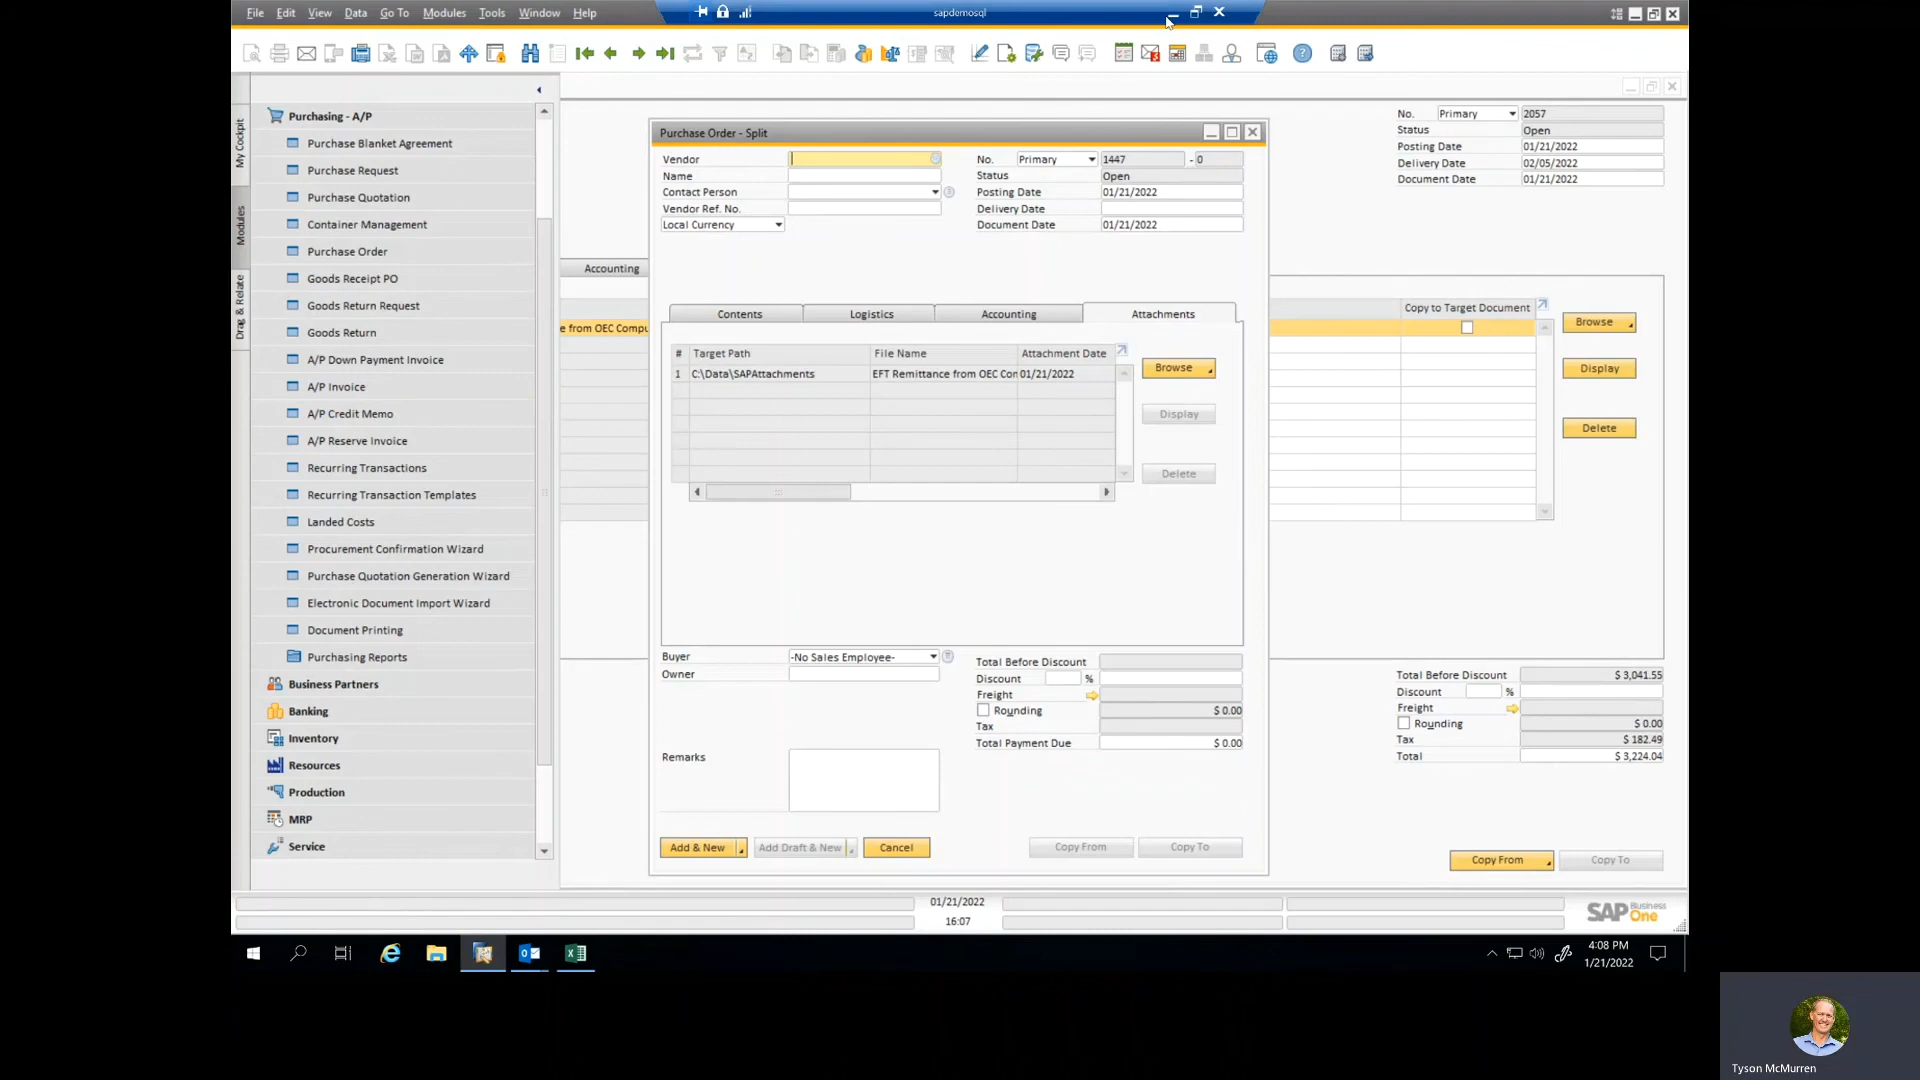 File Edit View Data Go To Modules Tools Window Help
sapdemosql
My Cockpit
Modules
Drag & Relate
Purchasing - A/P
Purchase Blanket Agreement
Purchase Request
Purchase Quotation
Container Management
Purchase Order
Goods Receipt PO
Goods Return Request
Goods Return
A/P Down Payment Invoice
A/P Invoice
A/P Credit Memo
A/P Reserve Invoice
Recurring Transactions
Recurring Transaction Templates
Landed Costs
Procurement Confirmation Wizard
Purchase Quotation Generation Wizard
Electronic Document Import Wizard
Document Printing
Purchasing Reports
Business Partners
Banking
Inventory
Resources
Production
MRP
Service
Accounting
e from OEC Compu
Purchase Order - Split
Vendor
Name
Contact Person
Vendor Ref. No.
Local Currency
No. Primary 1447 - 0
Status Open
Posting Date 01/21/2022
Delivery Date
Document Date 01/21/2022
Contents Logistics Accounting Attachments
# Target Path File Name Attachment Date
1 C:\Data\SAPAttachments EFT Remittance from OEC Con 01/21/2022
Browse
Display
Delete
Buyer -No Sales Employee-
Owner
Remarks
Total Before Discount
Discount %
Freight
Rounding $ 0.00
Tax
Total Payment Due $ 0.00
Add & New Add Draft & New Cancel Copy From Copy To
No. Primary 2057
Status Open
Posting Date 01/21/2022
Delivery Date 02/05/2022
Document Date 01/21/2022
Copy to Target Document
Browse
Display
Delete
Total Before Discount $ 3,041.55
Discount %
Freight
Rounding $ 0.00
Tax $ 182.49
Total $ 3,224.04
Copy From Copy To
01/21/2022
16:07
SAP Business One
4:08 PM
1/21/2022
Tyson McMurren